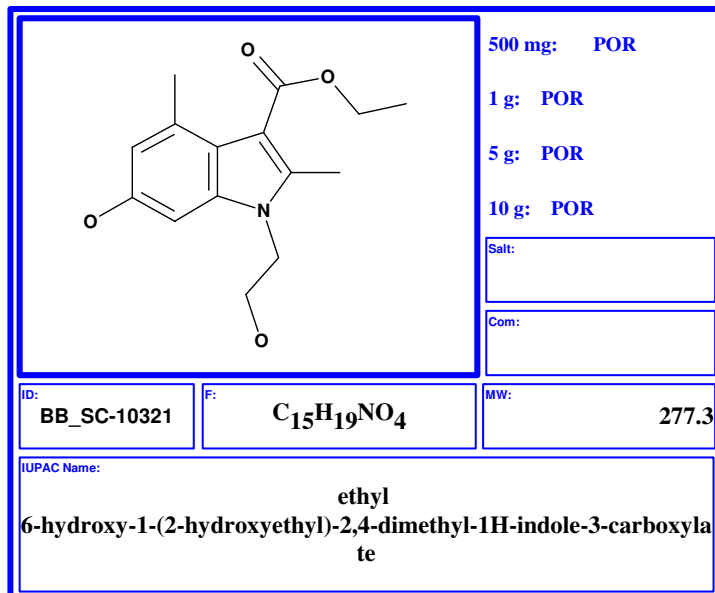 O
O
O
N
O
500 mg: POR
1 g: POR
5 g: POR
10 g: POR
Salt:
Com:
ID:
BB_SC-10321
F:
C15H19NO4
MW:
277.3
IUPAC Name:
ethyl
6-hydroxy-1-(2-hydroxyethyl)-2,4-dimethyl-1H-indole-3-carboxyla
te